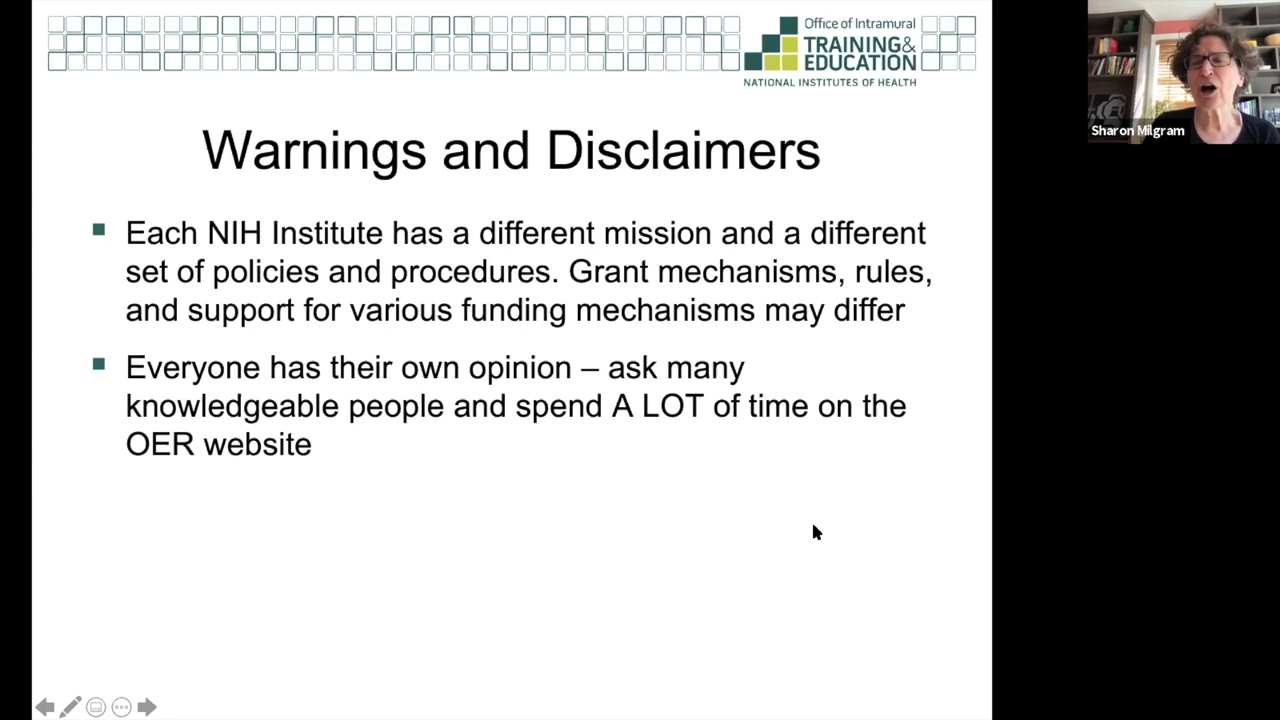 Office of Intramural
TRAINING&
EDUCATION
NATIONAL INSTITUTES OF HEALTH
Sharon Milgram
Warnings and Disclaimers
Each NIH Institute has a different mission and a different
set of policies and procedures. Grant mechanisms, rules,
and support for various funding mechanisms may differ
Everyone has their own opinion – ask many
knowledgeable people and spend A LOT of time on the
OER website